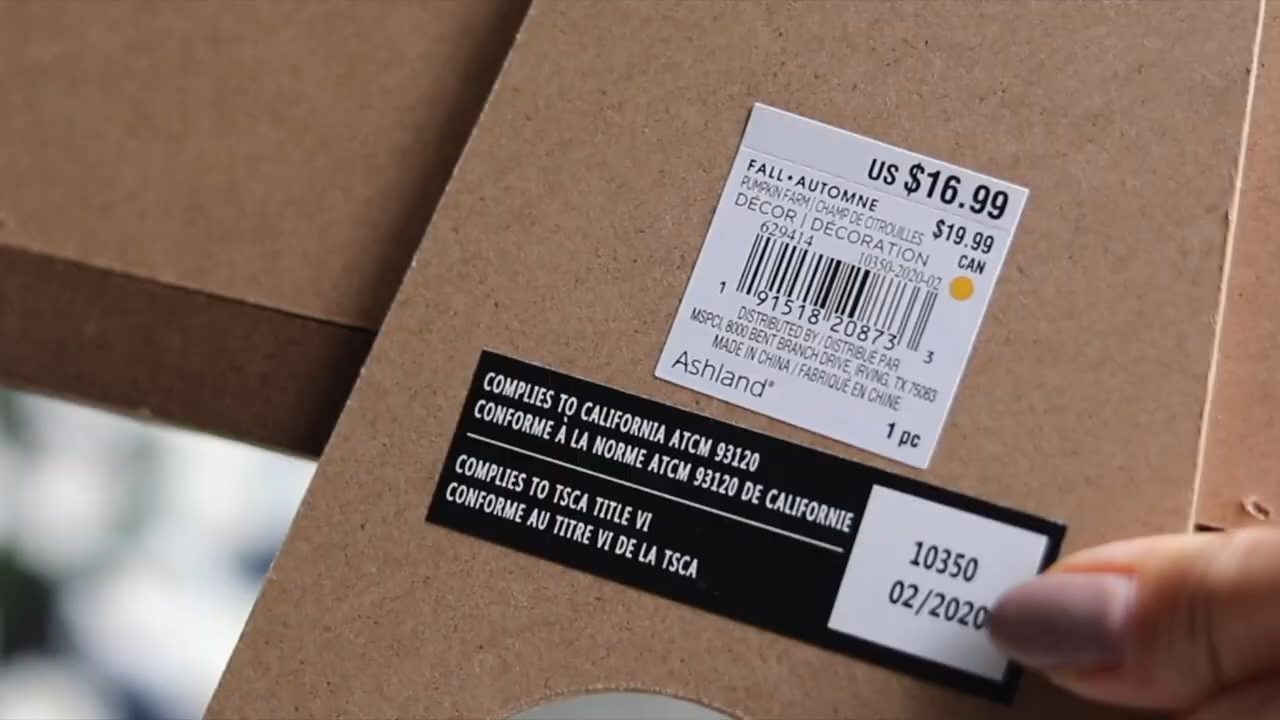 US $16.99
FALL•AUTOMNE
PUMPKIN FARM | CHAMP DE CITROUILLES
$19.99
DÉCOR | DÉCORATION
CAN
629414
10350-2020-02
1 91518 20873 3
DISTRIBUTED BY / DISTRIBUÉ PAR
MSPCI, 8000 BENT BRANCH DRIVE, IRVING, TX 75063
MADE IN CHINA / FABRIQUÉ EN CHINE
Ashland®
1 pc
COMPLIES TO CALIFORNIA ATCM 93120
CONFORME À LA NORME ATCM 93120 DE CALIFORNIE
COMPLIES TO TSCA TITLE VI
CONFORME AU TITRE VI DE LA TSCA
10350
02/2020